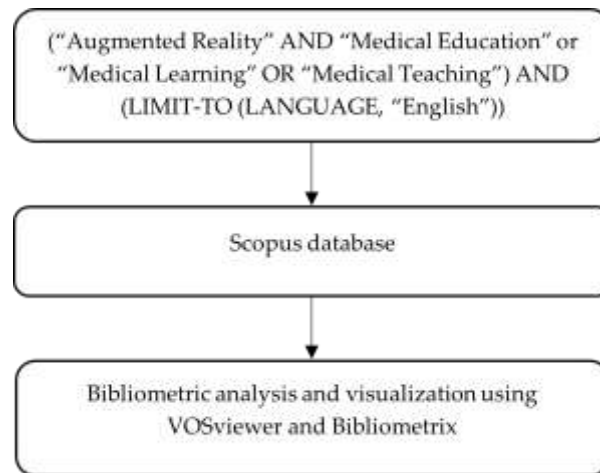 (“Augmented Reality” AND “Medical Education” or
“Medical Learning” OR “Medical Teaching”) AND
(LIMIT-TO (LANGUAGE, “English”))
Scopus database
Bibliometric analysis and visualization using
VOSviewer and Bibliometrix